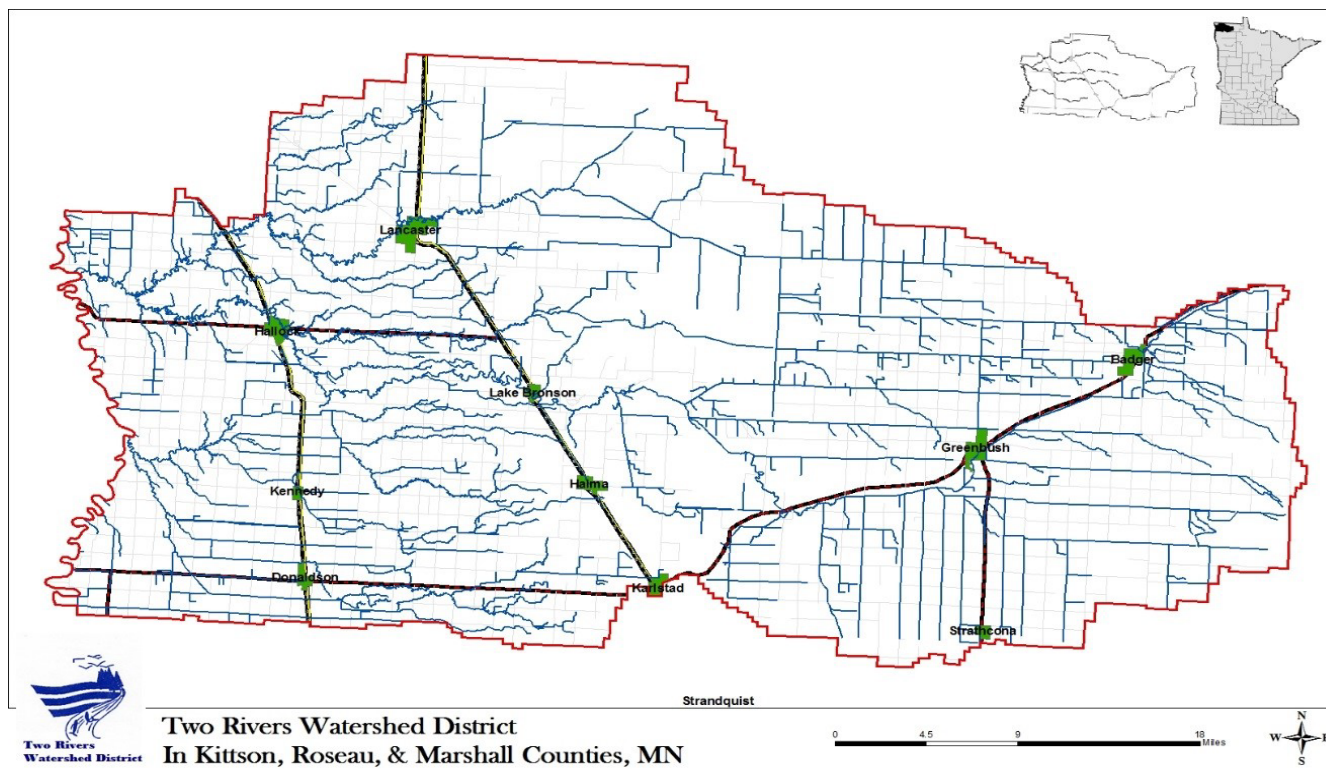 Lancaster
Hallock
Badger
Lake Bronson
Greenbush
Halma
Kennedy
Donaldson
Karlstad
Strathcona
Strandquist
Two Rivers
Watershed District
Two Rivers Watershed District
In Kittson, Roseau, & Marshall Counties, MN
0 4.5 9 18
Miles
N
W E
S